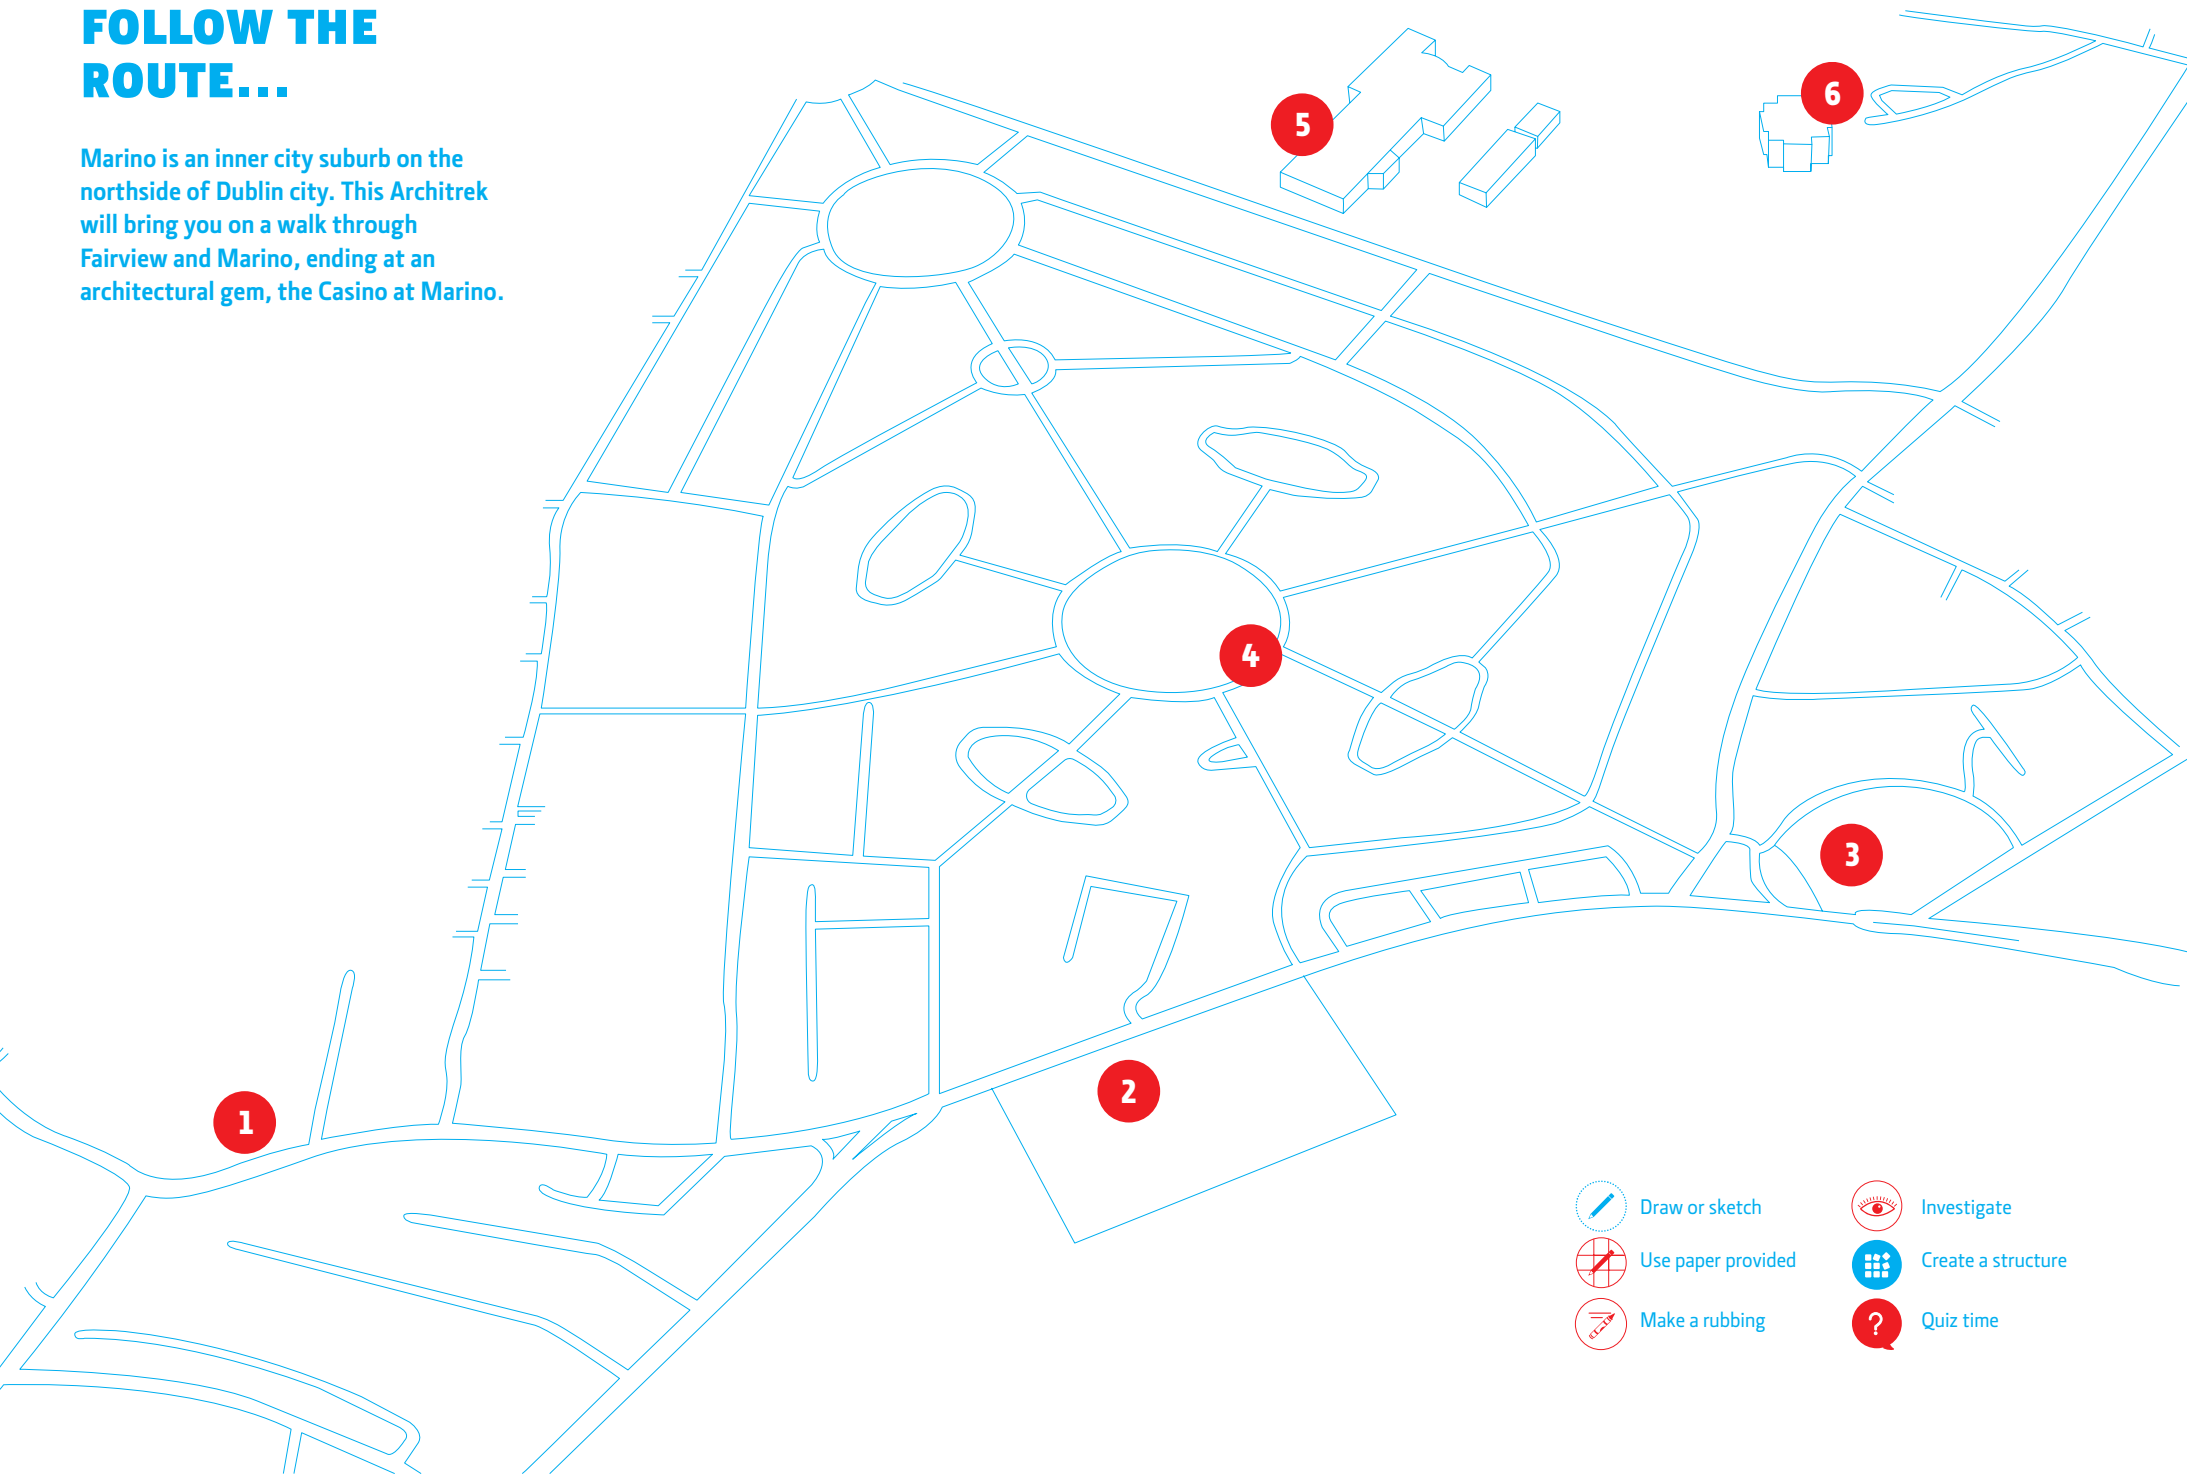 FOLLOW THE
ROUTE...
Marino is an inner city suburb on the
northside of Dublin city. This Architrek
will bring you on a walk through
Fairview and Marino, ending at an
architectural gem, the Casino at Marino.
5
6
4
3
2
1
Draw or sketch
Investigate
Use paper provided
Create a structure
Make a rubbing
?
Quiz time